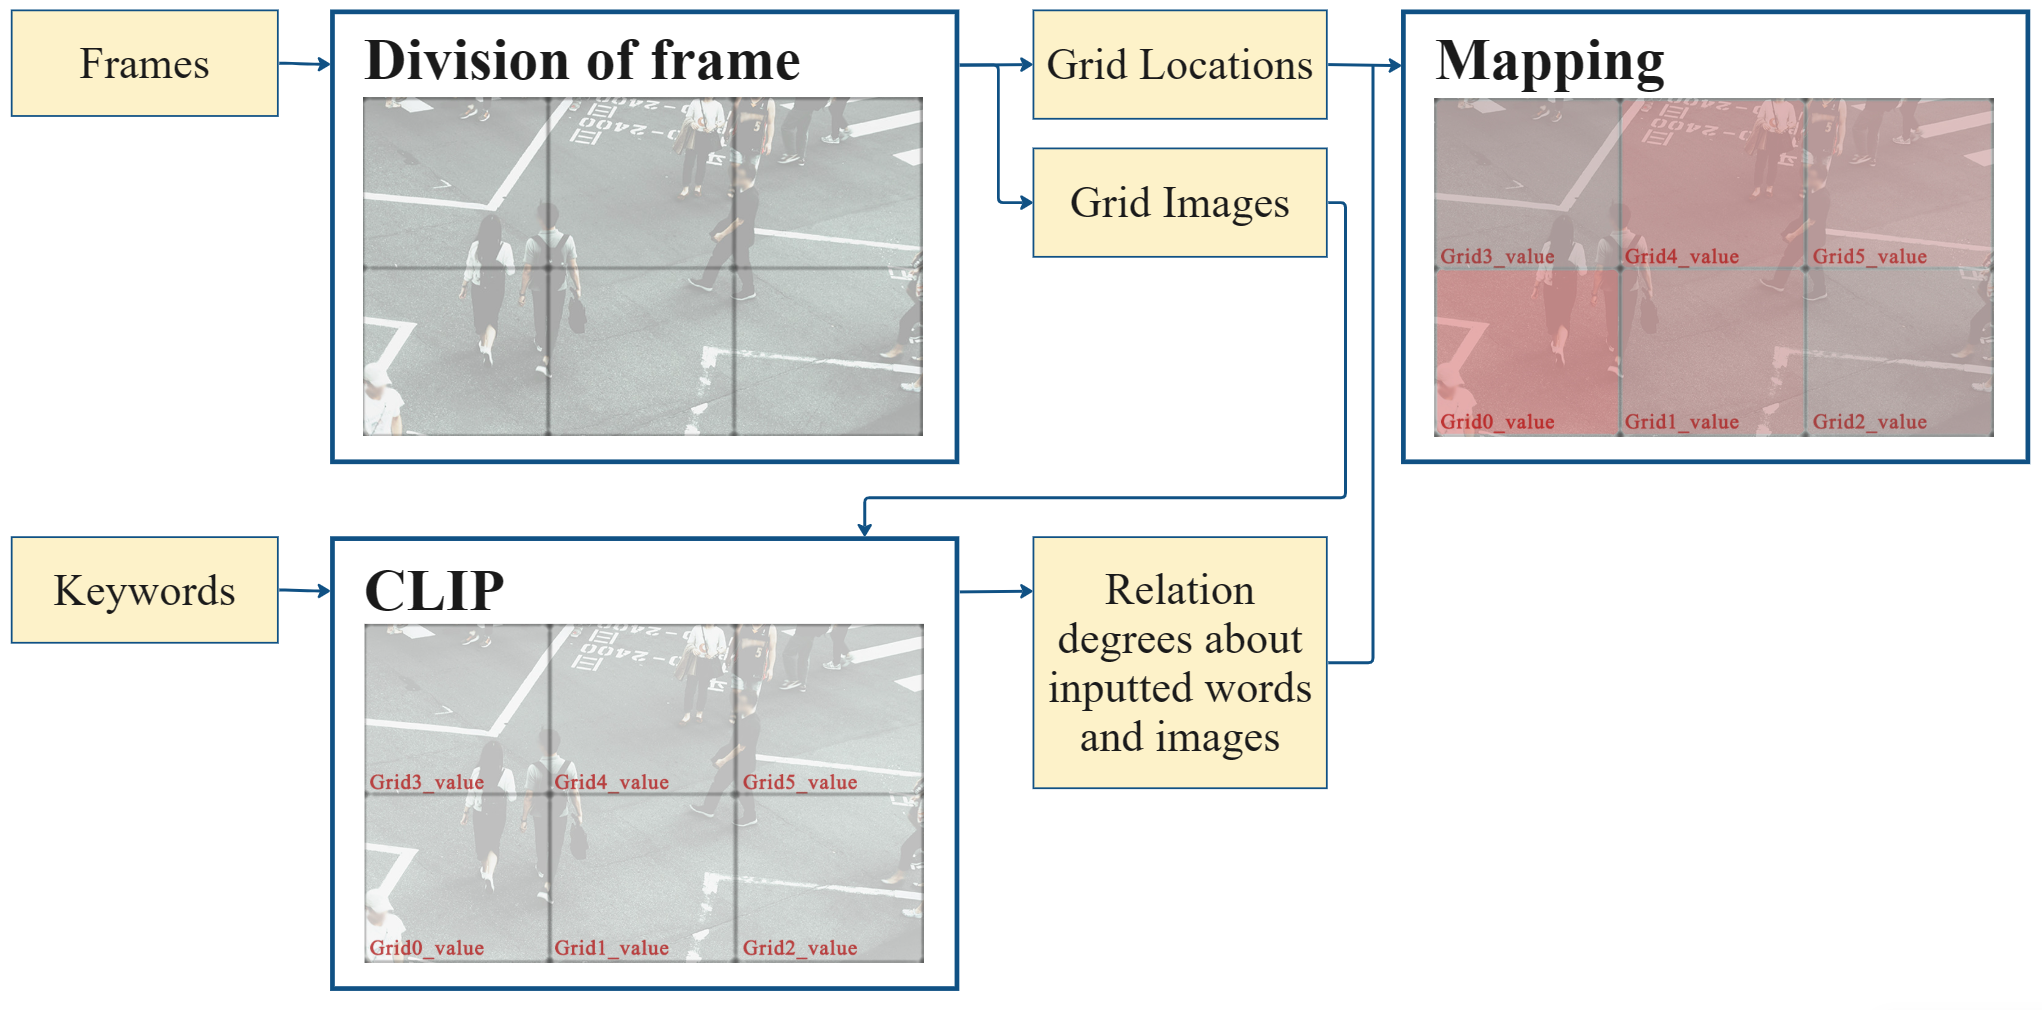 Frames
Division of frame
Grid Locations
Grid Images
Mapping
Grid3_value
Grid4_value
Grid5_value
Grid0_value
Grid1_value
Grid2_value
Keywords
CLIP
Grid3_value
Grid4_value
Grid5_value
Grid0_value
Grid1_value
Grid2_value
Relation
degrees about
inputted words
and images